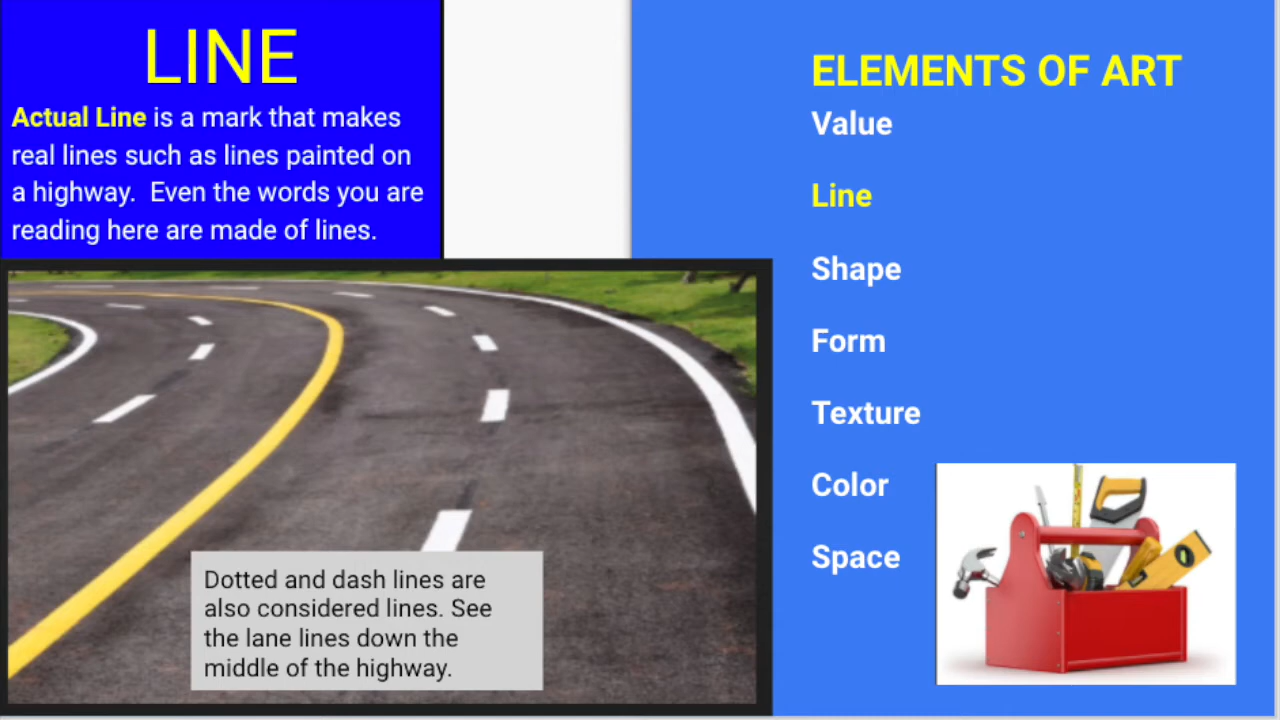 LINE
Actual Line is a mark that makes
real lines such as lines painted on
a highway.  Even the words you are
reading here are made of lines.
Dotted and dash lines are
also considered lines. See
the lane lines down the
middle of the highway.
ELEMENTS OF ART
Value
Line
Shape
Form
Texture
Color
Space